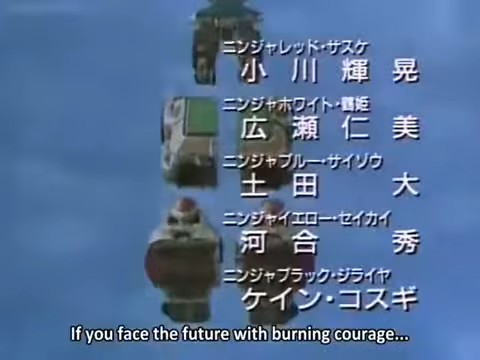 ニンジャレッド・サスケ
小川輝晃
ニンジャホワイト・鶴姫
広瀬仁美
ニンジャブルー・サイゾウ
土田大
ニンジャイエロー・セイカイ
河合秀
ニンジャブラック・ジライヤ
ケイン・コスギ
If you face the future with burning courage...